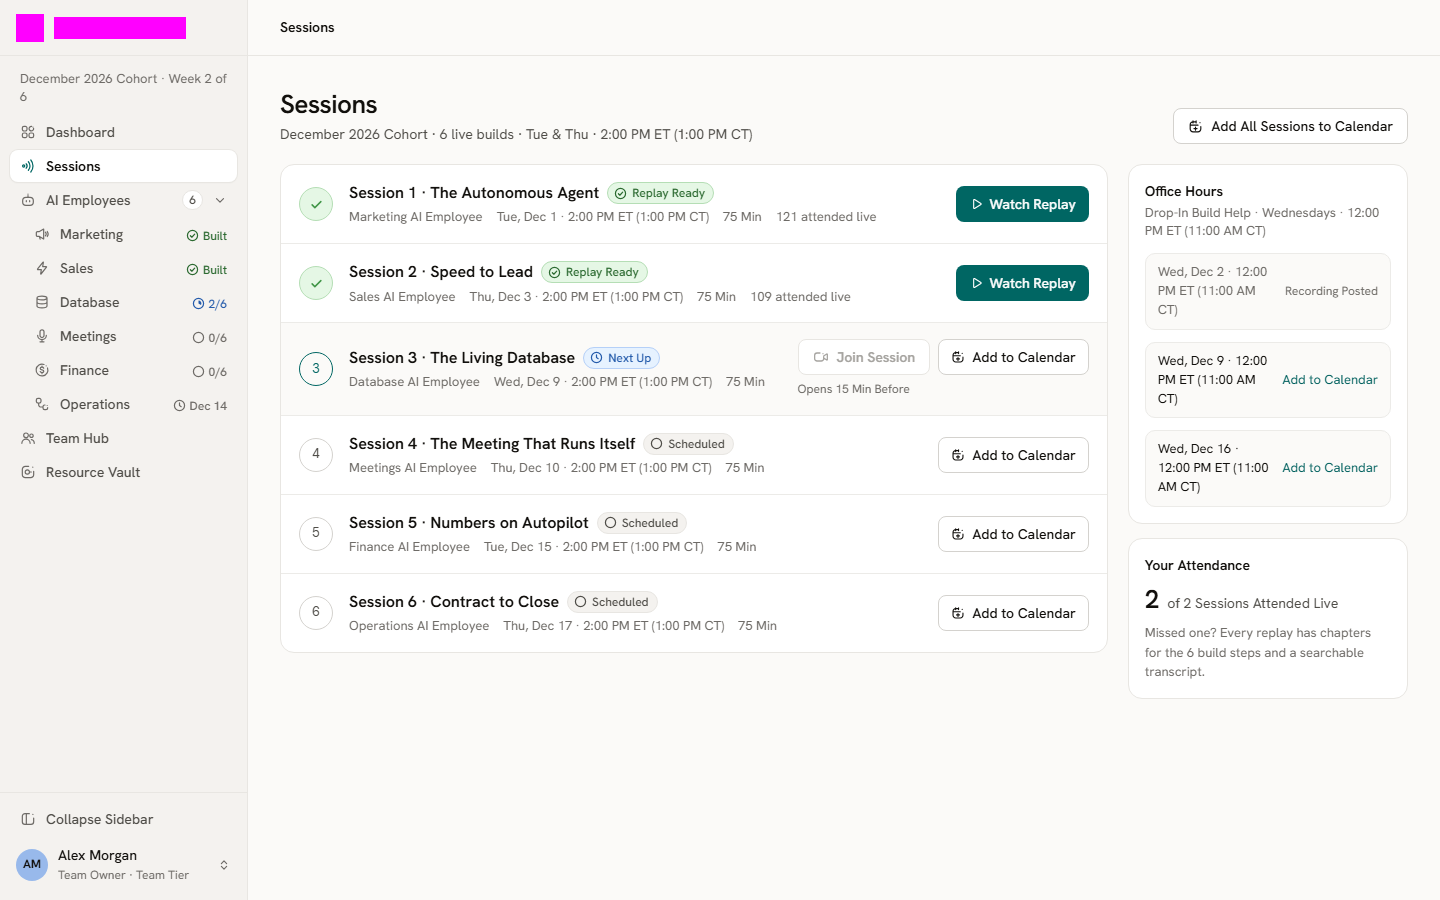 Sessions
December 2026 Cohort · Week 2 of
6
Dashboard
Sessions
AI Employees 6
Marketing Built
Sales Built
Database 2/6
Meetings 0/6
Finance 0/6
Operations Dec 14
Team Hub
Resource Vault
Collapse Sidebar
AM
Alex Morgan
Team Owner · Team Tier
Sessions
December 2026 Cohort · 6 live builds · Tue & Thu · 2:00 PM ET (1:00 PM CT)
Add All Sessions to Calendar
Session 1 · The Autonomous Agent Replay Ready
Marketing AI Employee Tue, Dec 1 · 2:00 PM ET (1:00 PM CT) 75 Min 121 attended live
Watch Replay
Session 2 · Speed to Lead Replay Ready
Sales AI Employee Thu, Dec 3 · 2:00 PM ET (1:00 PM CT) 75 Min 109 attended live
Watch Replay
3
Session 3 · The Living Database Next Up
Database AI Employee Wed, Dec 9 · 2:00 PM ET (1:00 PM CT) 75 Min
Join Session
Opens 15 Min Before
Add to Calendar
4
Session 4 · The Meeting That Runs Itself Scheduled
Meetings AI Employee Thu, Dec 10 · 2:00 PM ET (1:00 PM CT) 75 Min
Add to Calendar
5
Session 5 · Numbers on Autopilot Scheduled
Finance AI Employee Tue, Dec 15 · 2:00 PM ET (1:00 PM CT) 75 Min
Add to Calendar
6
Session 6 · Contract to Close Scheduled
Operations AI Employee Thu, Dec 17 · 2:00 PM ET (1:00 PM CT) 75 Min
Add to Calendar
Office Hours
Drop-In Build Help · Wednesdays · 12:00
PM ET (11:00 AM CT)
Wed, Dec 2 · 12:00
PM ET (11:00 AM
CT)
Recording Posted
Wed, Dec 9 · 12:00
PM ET (11:00 AM
CT)
Add to Calendar
Wed, Dec 16 ·
12:00 PM ET (11:00
AM CT)
Add to Calendar
Your Attendance
2 of 2 Sessions Attended Live
Missed one? Every replay has chapters
for the 6 build steps and a searchable
transcript.